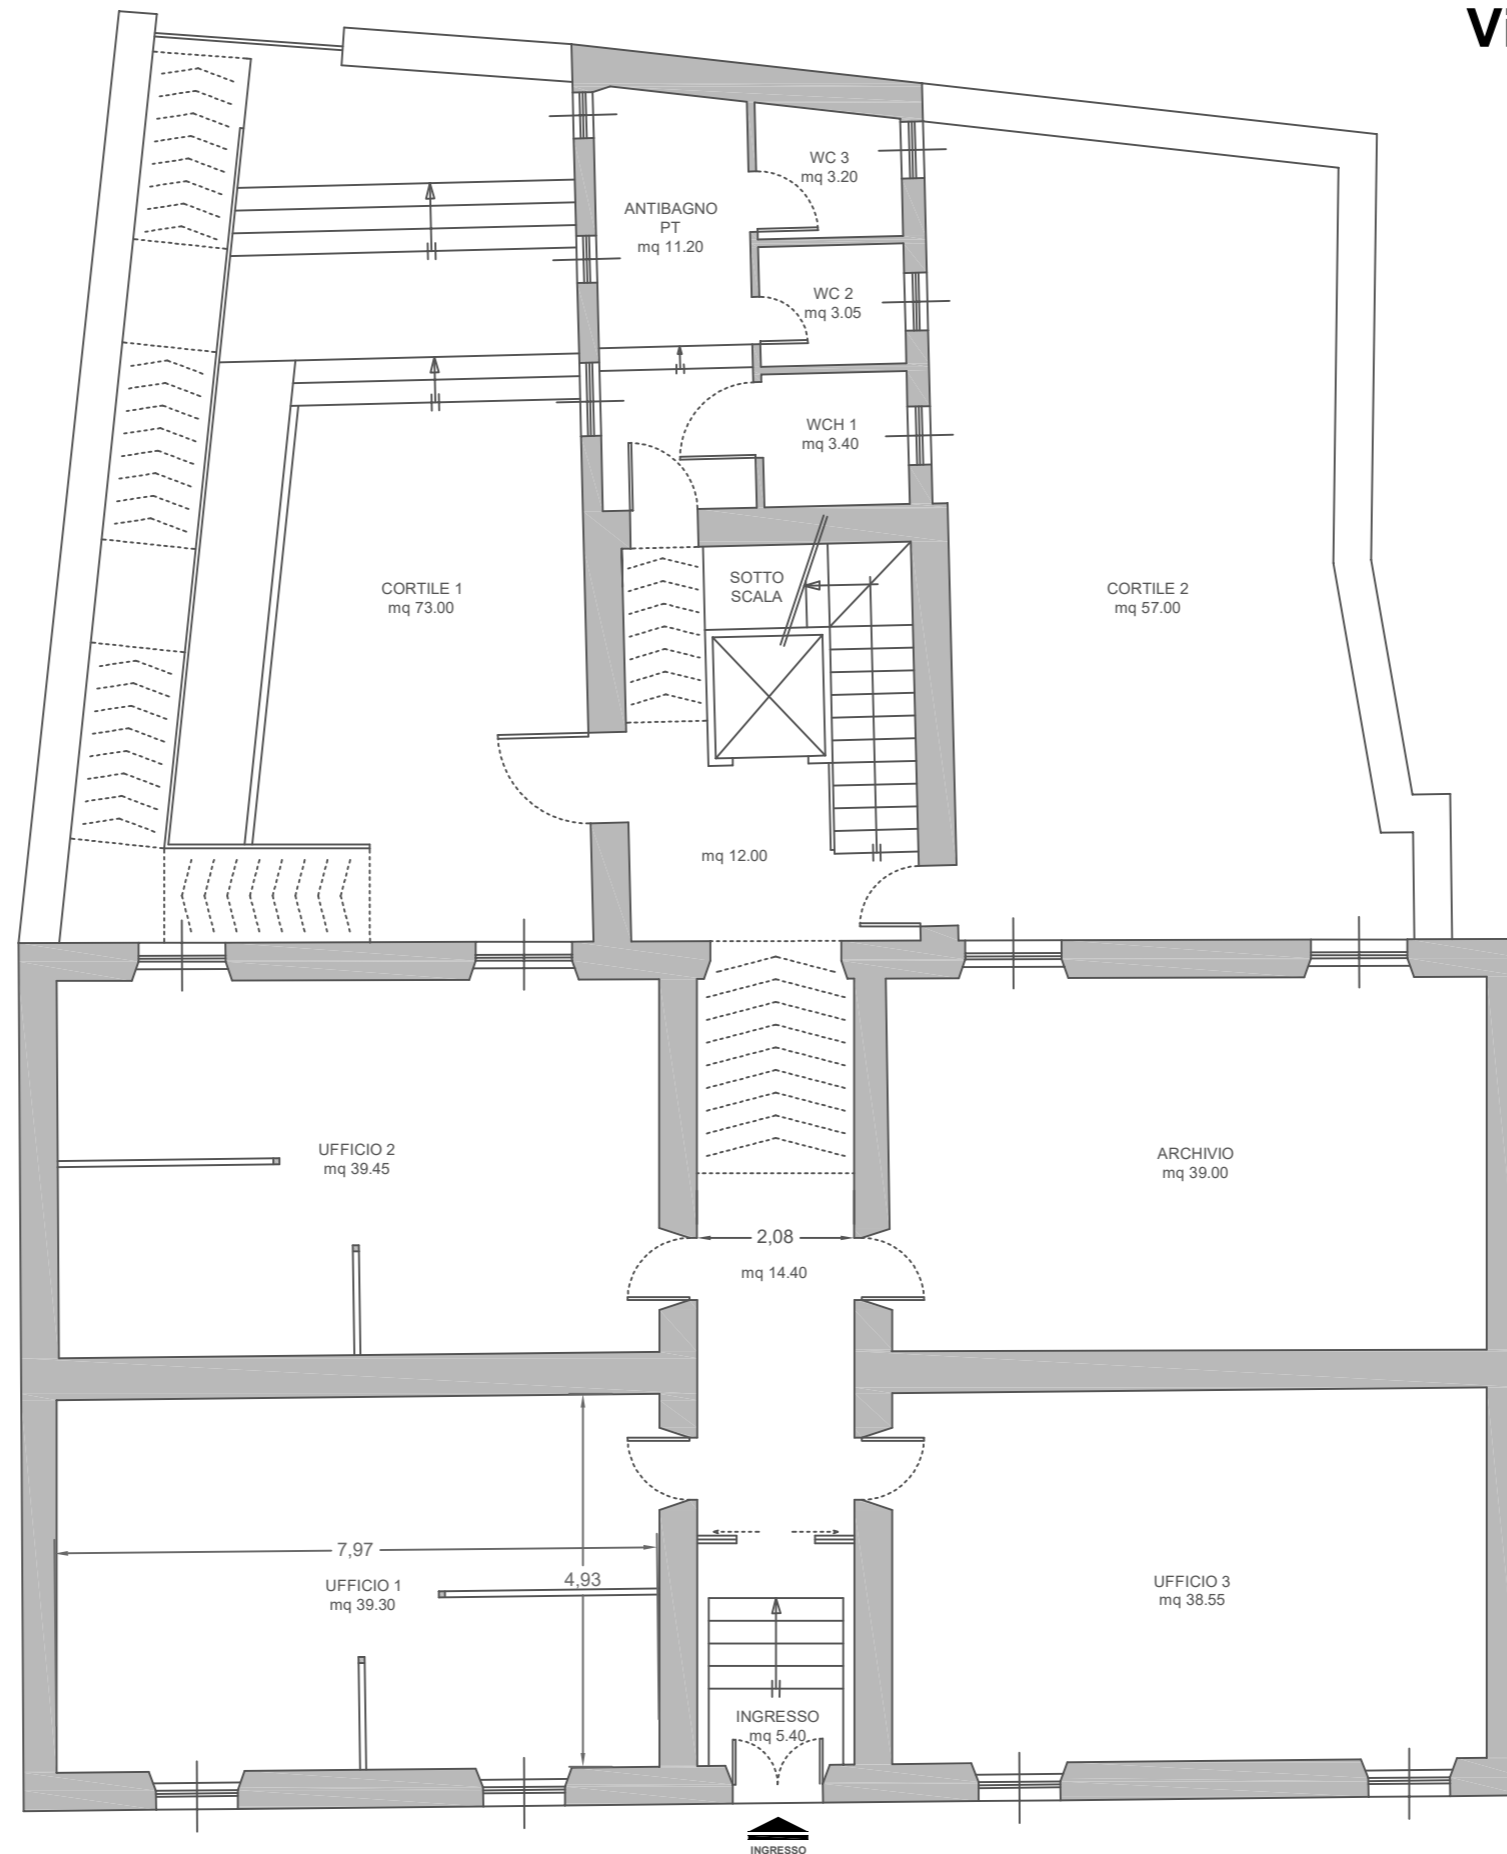 Vi
WC 3
mq 3.20
ANTIBAGNO
PT
mq 11.20
WC 2
mq 3.05
WCH 1
mq 3.40
CORTILE 1
mq 73.00
SOTTO
SCALA
CORTILE 2
mq 57.00
mq 12.00
UFFICIO 2
mq 39.45
ARCHIVIO
mq 39.00
2,08
mq 14.40
7,97
4,93
UFFICIO 1
mq 39.30
UFFICIO 3
mq 38.55
INGRESSO
mq 5.40
INGRESSO